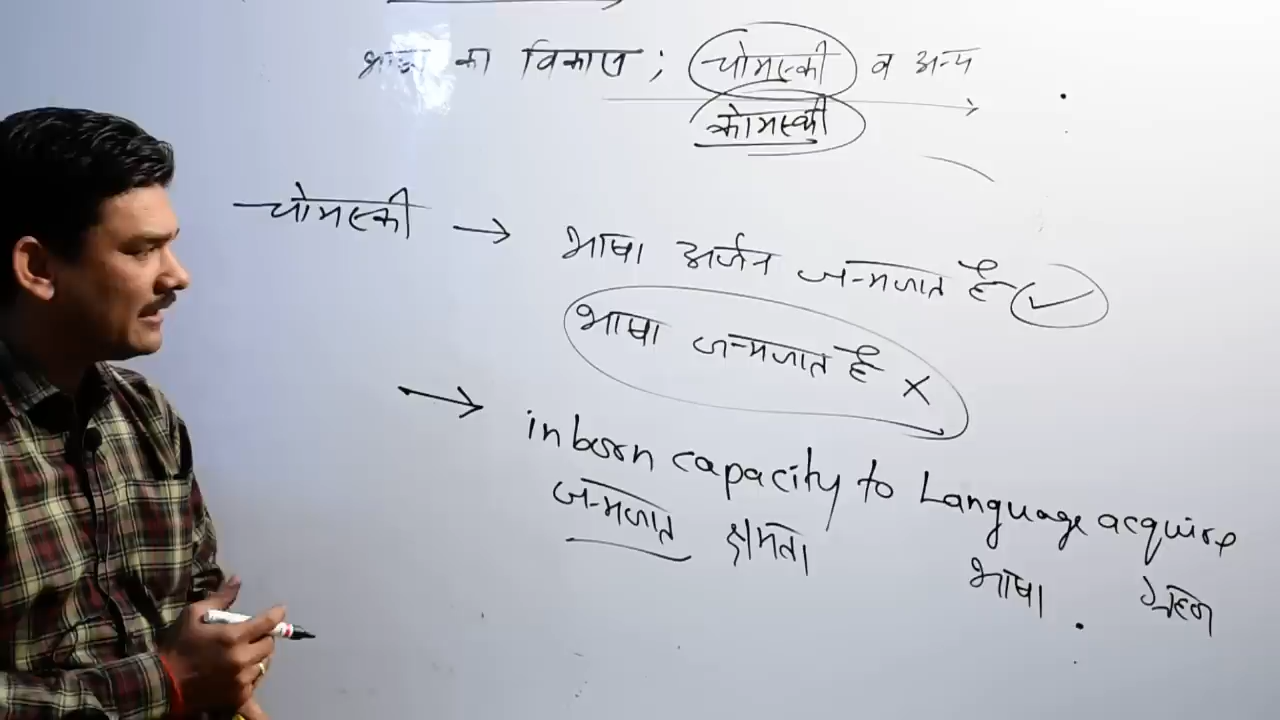 भाषा का विकास ; चोमस्की व अन्य
कोमस्की
चोमस्की → भाषा अर्जन जन्मजात है ✓
भाषा जन्मजात है ×
→ inborn capacity to Language acquire
जन्मजात क्षमता भाषा ग्रहण